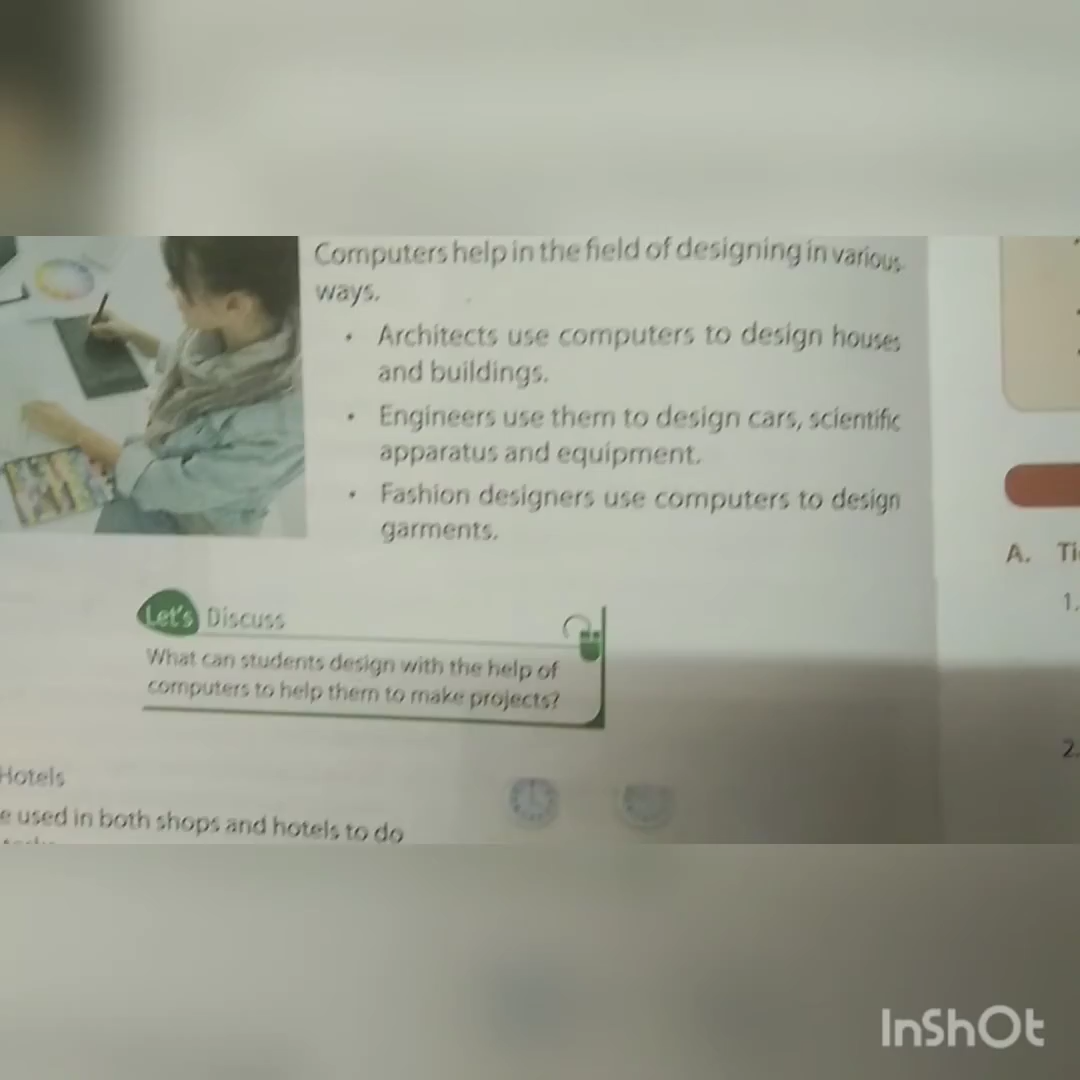 Computers help in the field of designing in various
ways.
• Architects use computers to design houses
and buildings.
• Engineers use them to design cars, scientific
apparatus and equipment.
• Fashion designers use computers to design
garments.
Let's Discuss
What can students design with the help of
computers to help them to make projects?
Hotels
e used in both shops and hotels to do
A. Ti
1.
2.
InShOt